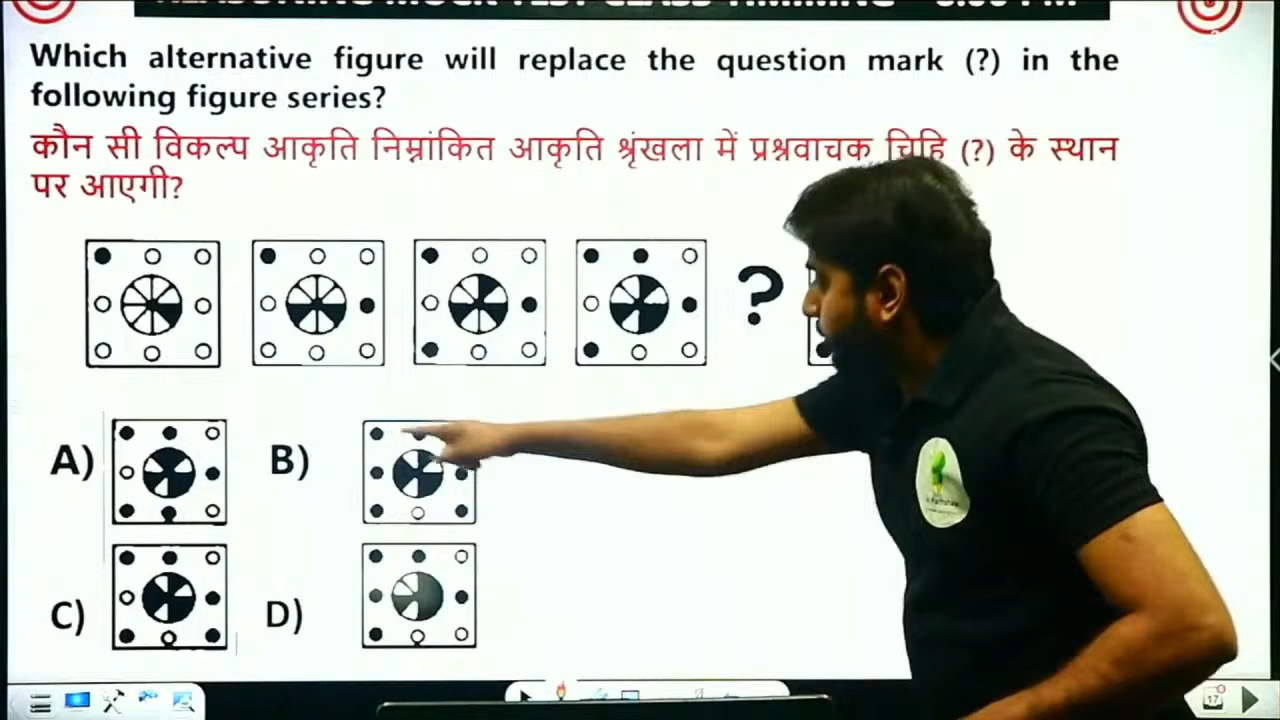 Which alternative figure will replace the question mark (?) in the
following figure series?
कौन सी विकल्प आकृति निम्नांकित आकृति श्रृंखला में प्रश्नवाचक चिहि (?) के स्थान
पर आएगी?
?
A) B)
C) D)
17